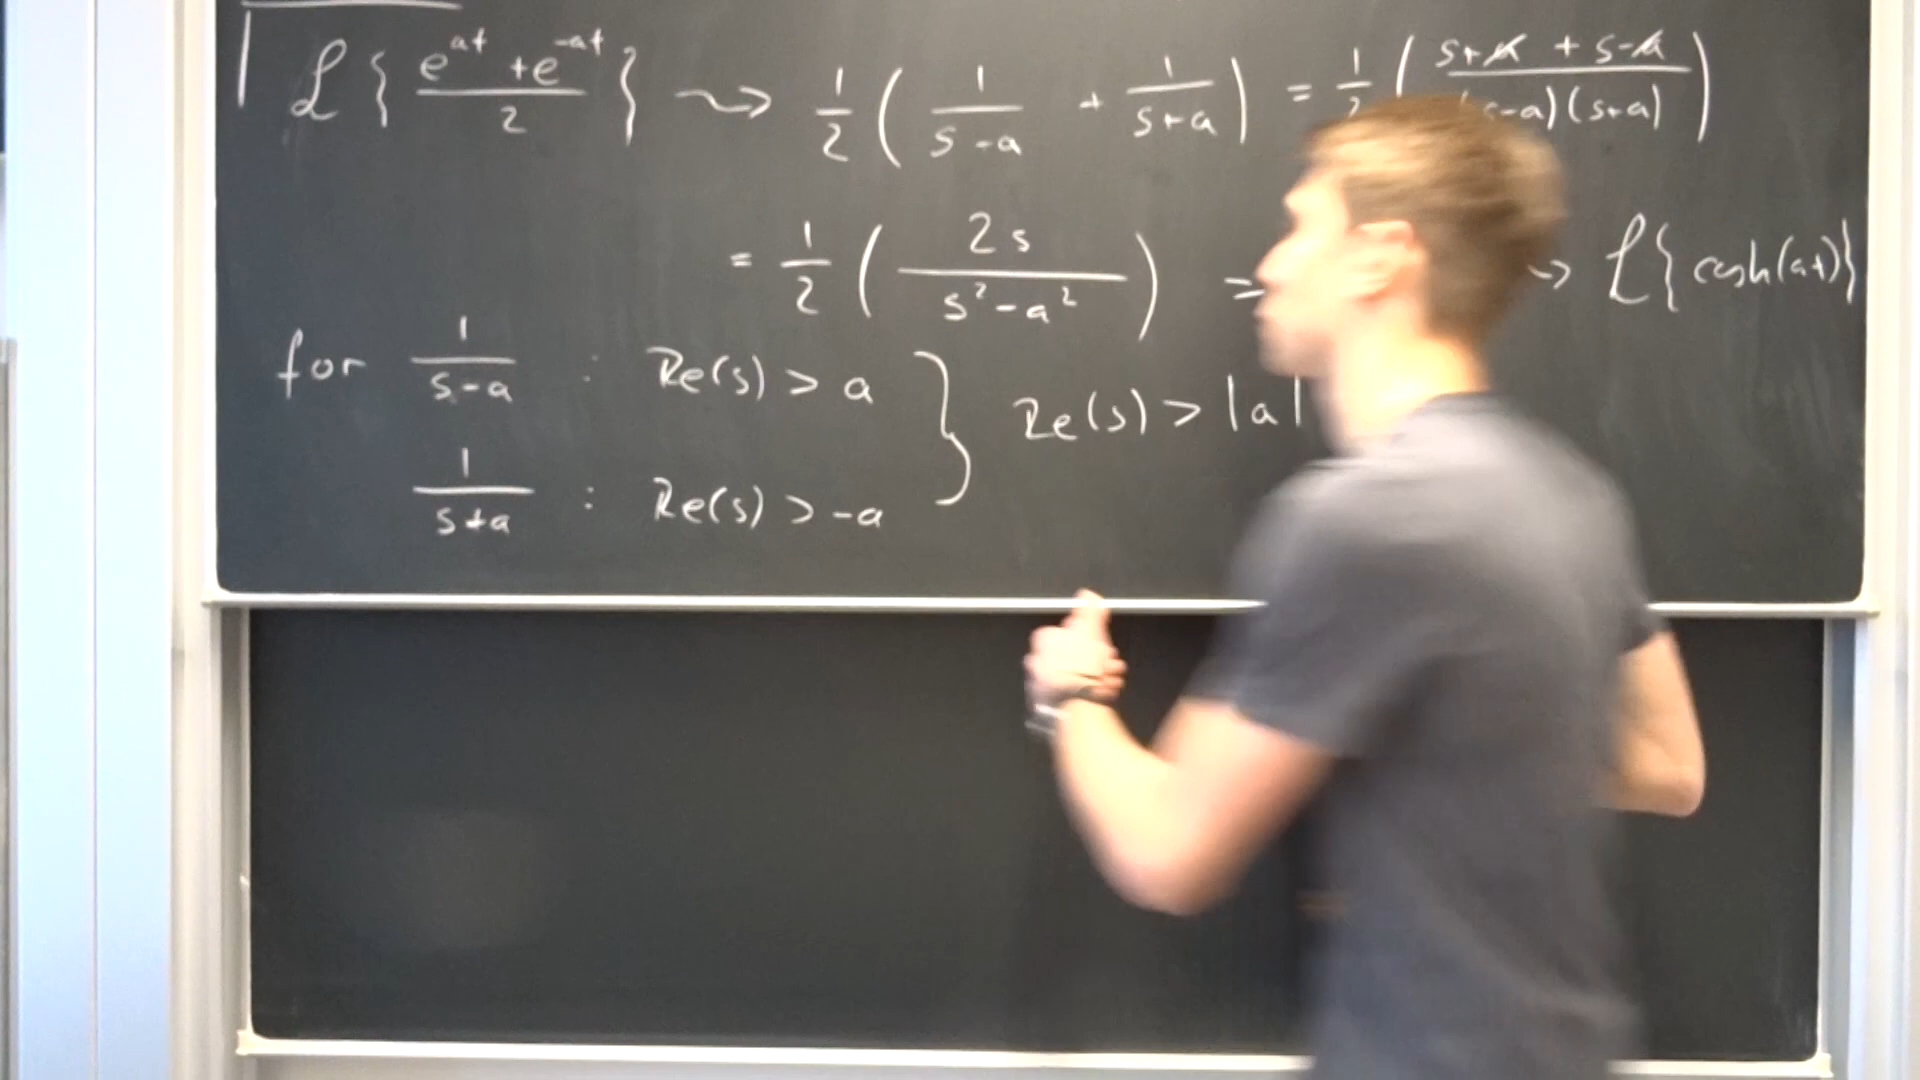 ℒ{ (e^{at} + e^{-at}) / 2 } ⇝ 1/2 ( 1/(s-a) + 1/(s+a) ) = 1/2 ( (s+a + s-a) / ((s-a)(s+a)) )
= 1/2 ( 2s / (s²-a²) ) = → ℒ{ cosh(at) }
for 1/(s-a) : Re(s) > a } Re(s) > |a|
1/(s+a) : Re(s) > -a